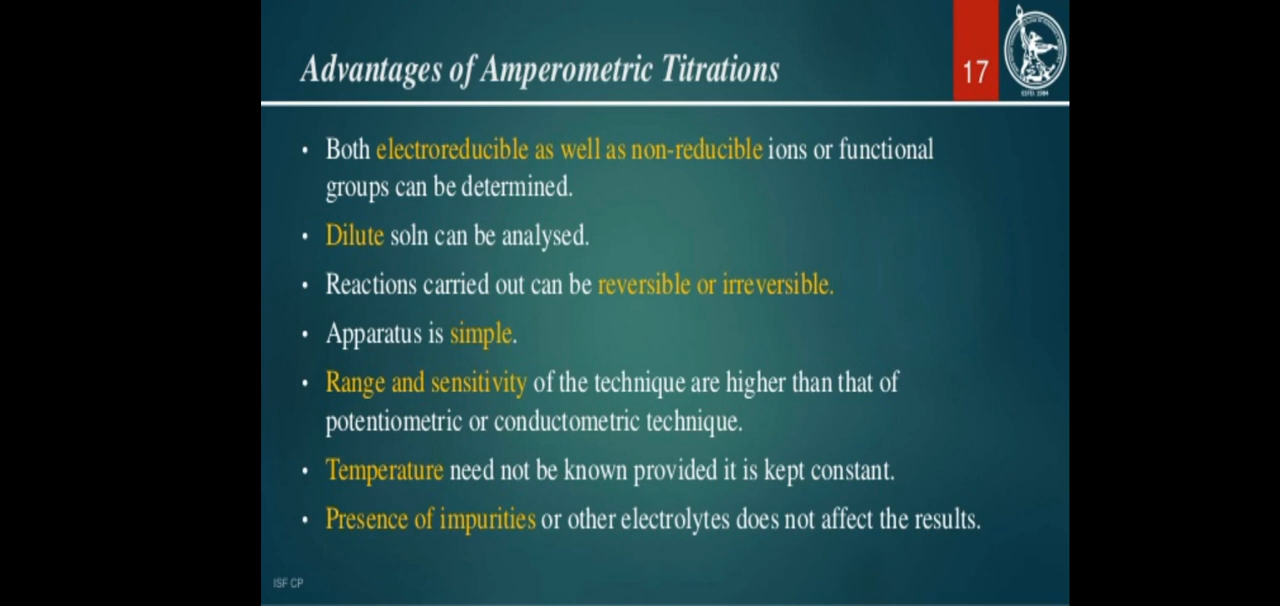 Advantages of Amperometric Titrations
17
• Both electroreducible as well as non-reducible ions or functional
groups can be determined.
• Dilute soln can be analysed.
• Reactions carried out can be reversible or irreversible.
• Apparatus is simple.
• Range and sensitivity of the technique are higher than that of
potentiometric or conductometric technique.
• Temperature need not be known provided it is kept constant.
• Presence of impurities or other electrolytes does not affect the results.
ISF CP